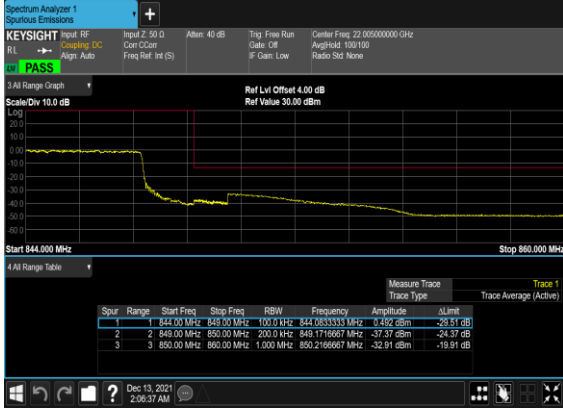 Spectrum Analyzer 1
Spurious Emissions
KEYSIGHT Input: RF Input Z: 50 Ω Atten: 40 dB Trig: Free Run Center Freq: 22.005000000 GHz
RL Coupling: DC Corr CCorr Gate: Off Avg|Hold: 100/100
Align: Auto Freq Ref: Int (S) IF Gain: Low Radio Std: None
PASS
3 All Range Graph
Ref Lvl Offset 4.00 dB
Scale/Div 10.0 dB Ref Value 30.00 dBm
Log
20.0
10.0
0.00
-10.0
-20.0
-30.0
-40.0
-50.0
-60.0
Start 844.000 MHz Stop 860.000 MHz
4 All Range Table
Measure Trace Trace 1
Trace Type Trace Average (Active)
Spur Range Start Freq Stop Freq RBW Frequency Amplitude ΔLimit
1 1 844.00 MHz 849.00 MHz 100.0 kHz 844.0833333 MHz 0.492 dBm -29.51 dB
2 2 849.00 MHz 850.00 MHz 200.0 kHz 849.1716667 MHz -37.37 dBm -24.37 dB
3 3 850.00 MHz 860.00 MHz 1.000 MHz 850.2166667 MHz -32.91 dBm -19.91 dB
Dec 13, 2021
2:06:37 AM